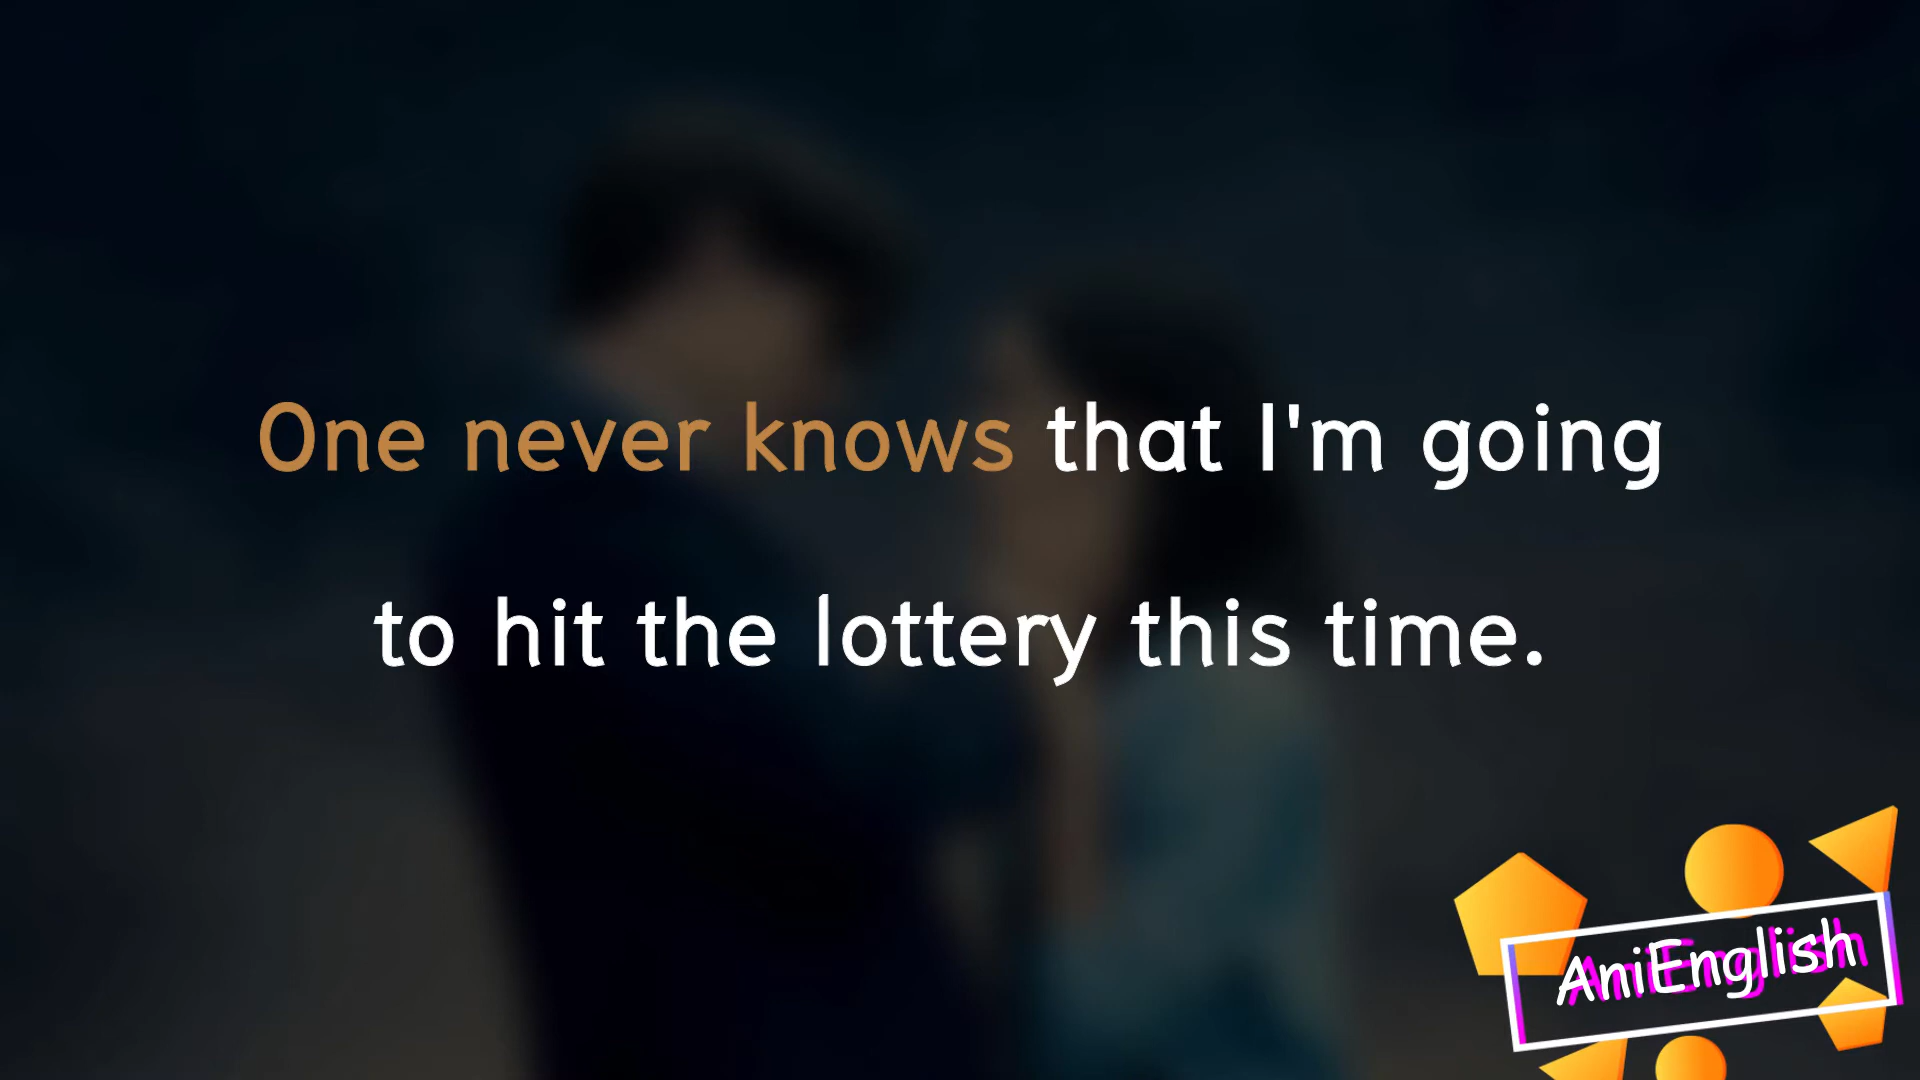 One never knows that I'm going
to hit the lottery this time.
AniEnglish